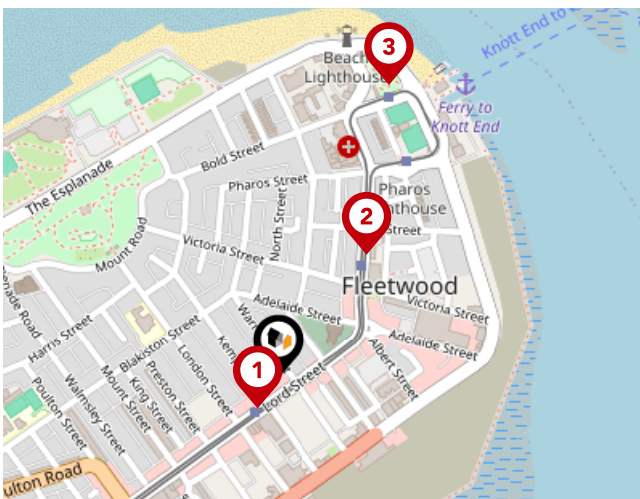 3
Knott End to
Beach
Lighthouse
Ferry to
Knott End
Bold Street
The Esplanade
Pharos Street
Pharos
North Street
2
Street
Mount Road
Victoria Street
Fleetwood
Adelaide Street
Victoria Street
Harris Street
Blakiston Street
Adelaide Street
London Street
Albert Street
1
Preston Street
King Street
Mount Street
Walmsley Street
Poulton Street
Lord Street
Road